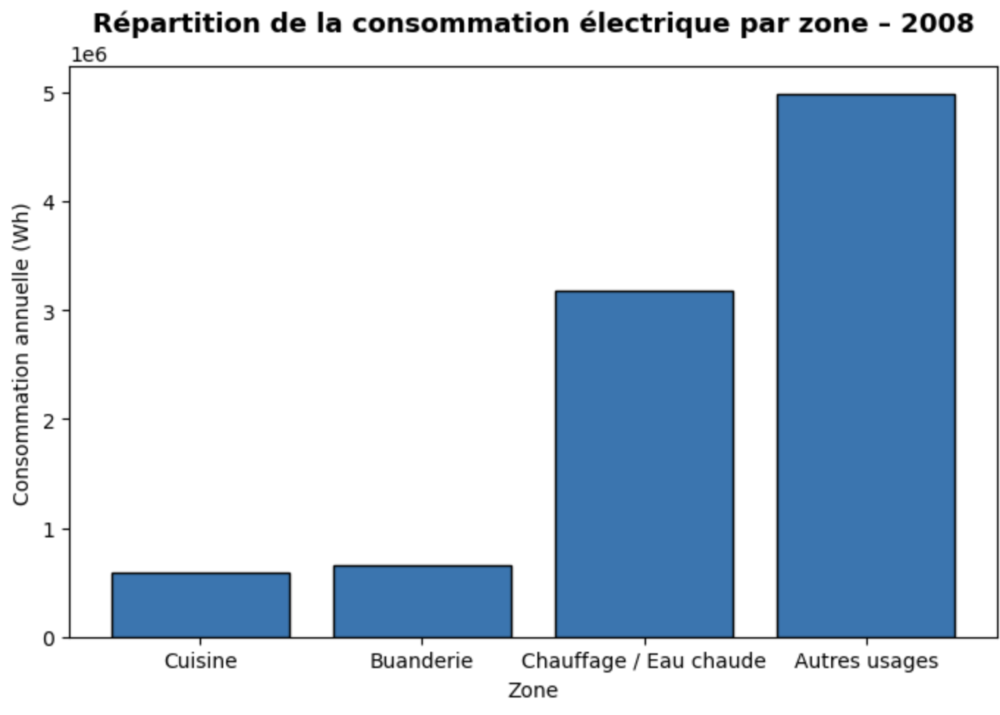 Répartition de la consommation électrique par zone – 2008
1e6
5
4
3
2
1
0
Consommation annuelle (Wh)
Cuisine
Buanderie
Chauffage / Eau chaude
Autres usages
Zone